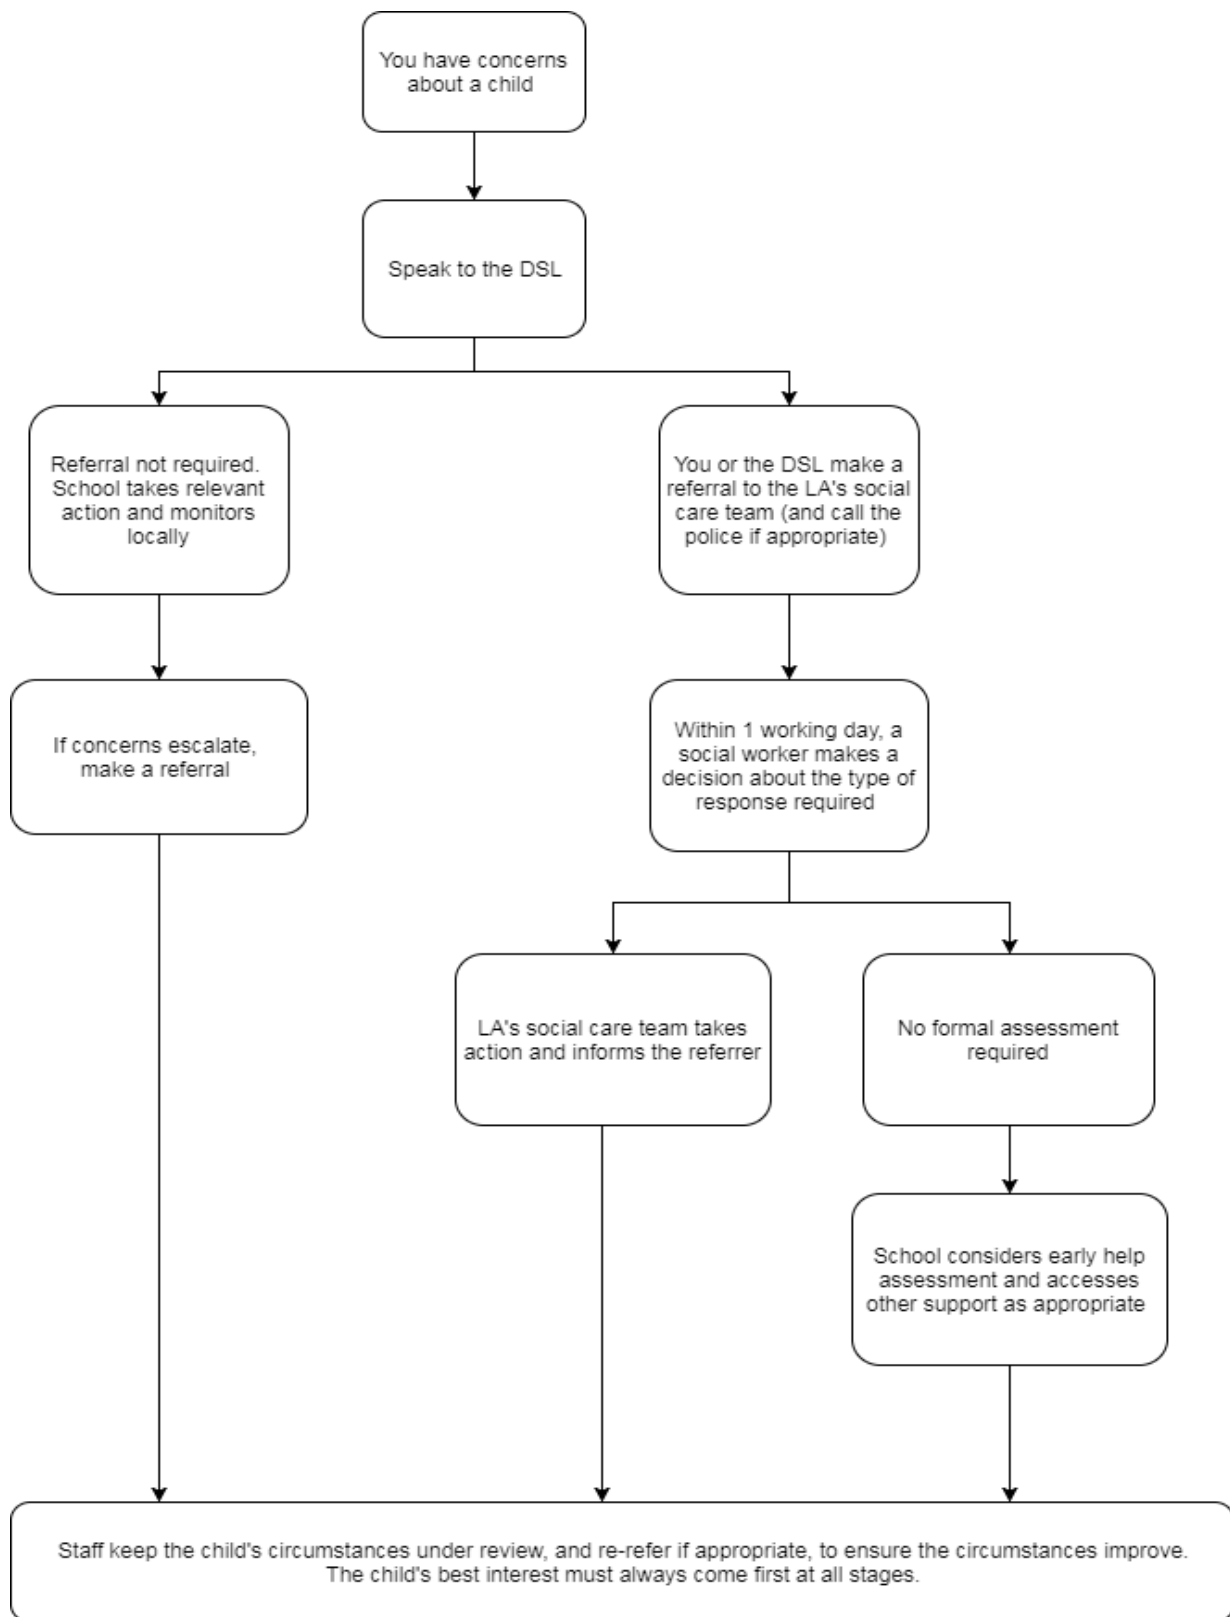 You have concerns
about a child
Speak to the DSL
Referral not required.
School takes relevant
action and monitors
locally
You or the DSL make a
referral to the LA's social
care team (and call the
police if appropriate)
If concerns escalate,
make a referral
Within 1 working day, a
social worker makes a
decision about the type of
response required
LA's social care team takes
action and informs the referrer
No formal assessment
required
School considers early help
assessment and accesses
other support as appropriate
Staff keep the child's circumstances under review, and re-refer if appropriate, to ensure the circumstances improve.
The child's best interest must always come first at all stages.